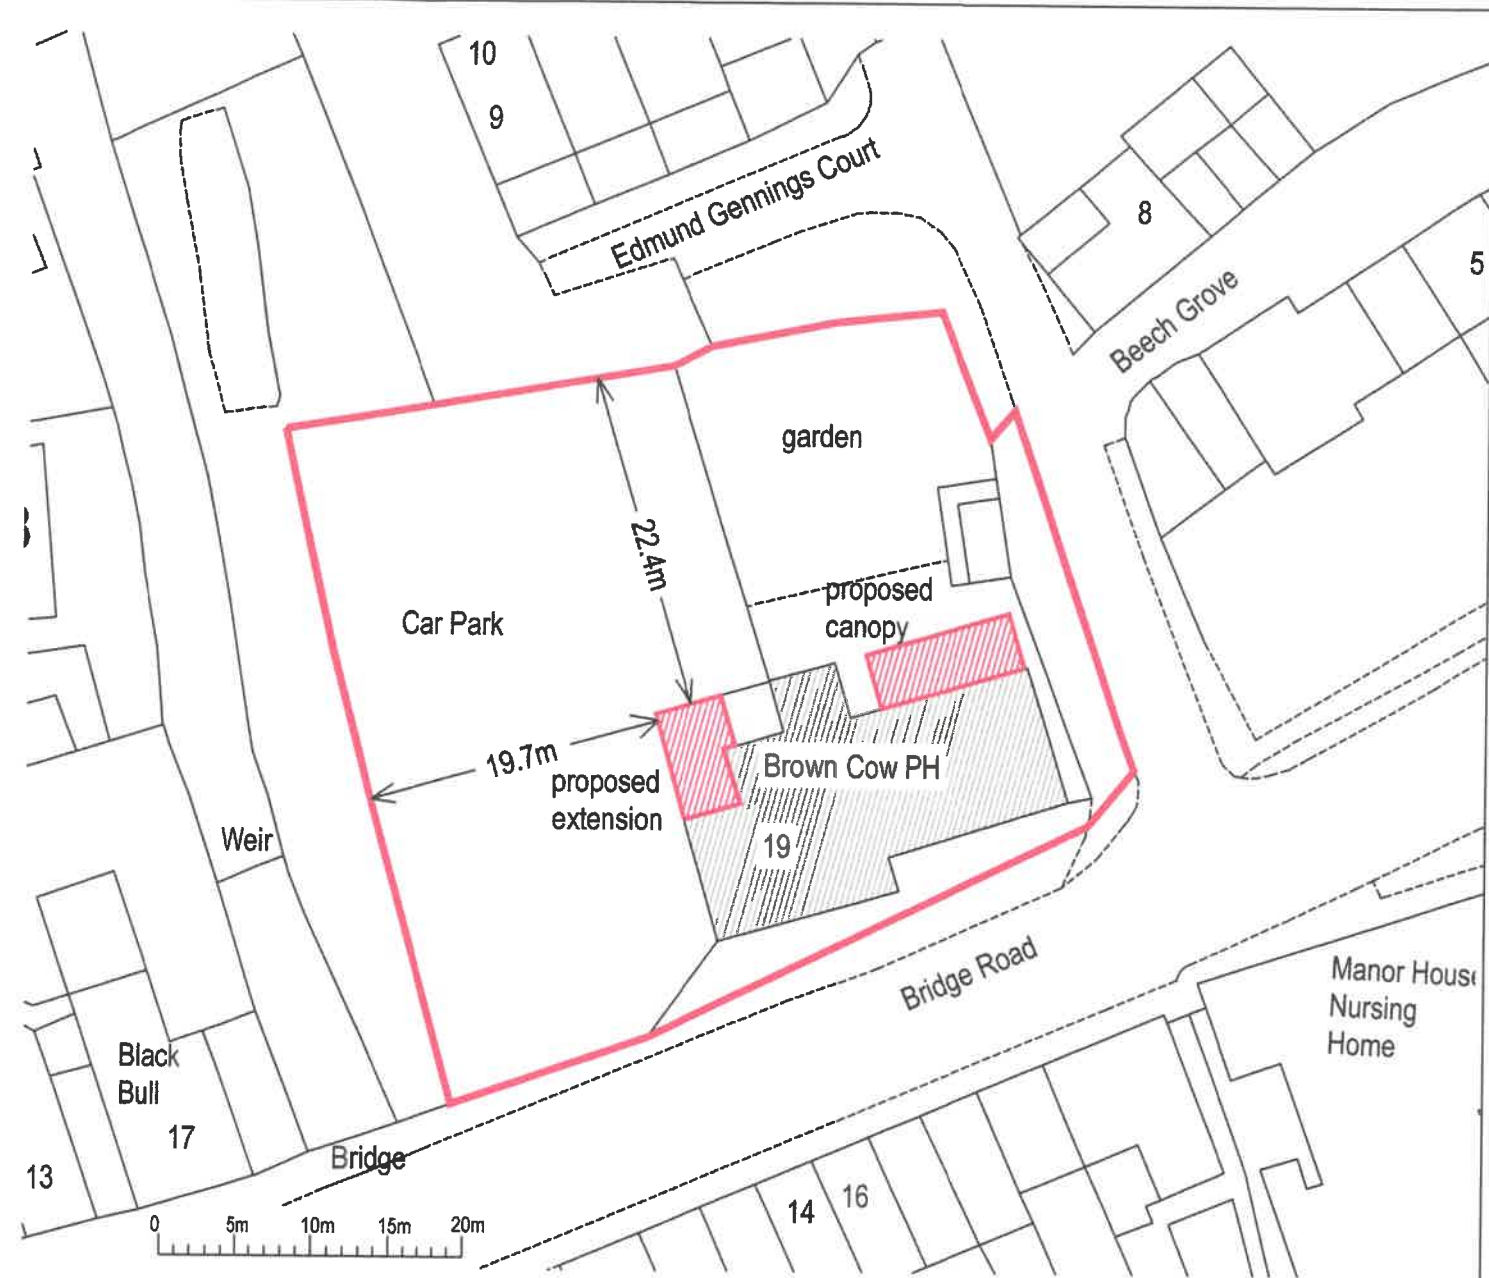 10
9
Edmund Gennings Court
8
5
Beech Grove
garden
22.4m
Car Park
proposed
canopy
19.7m
proposed
extension
Brown Cow PH
19
Weir
Bridge Road
Manor House
Nursing
Home
Black
Bull
17
13
Bridge
14
16
0 5m 10m 15m 20m